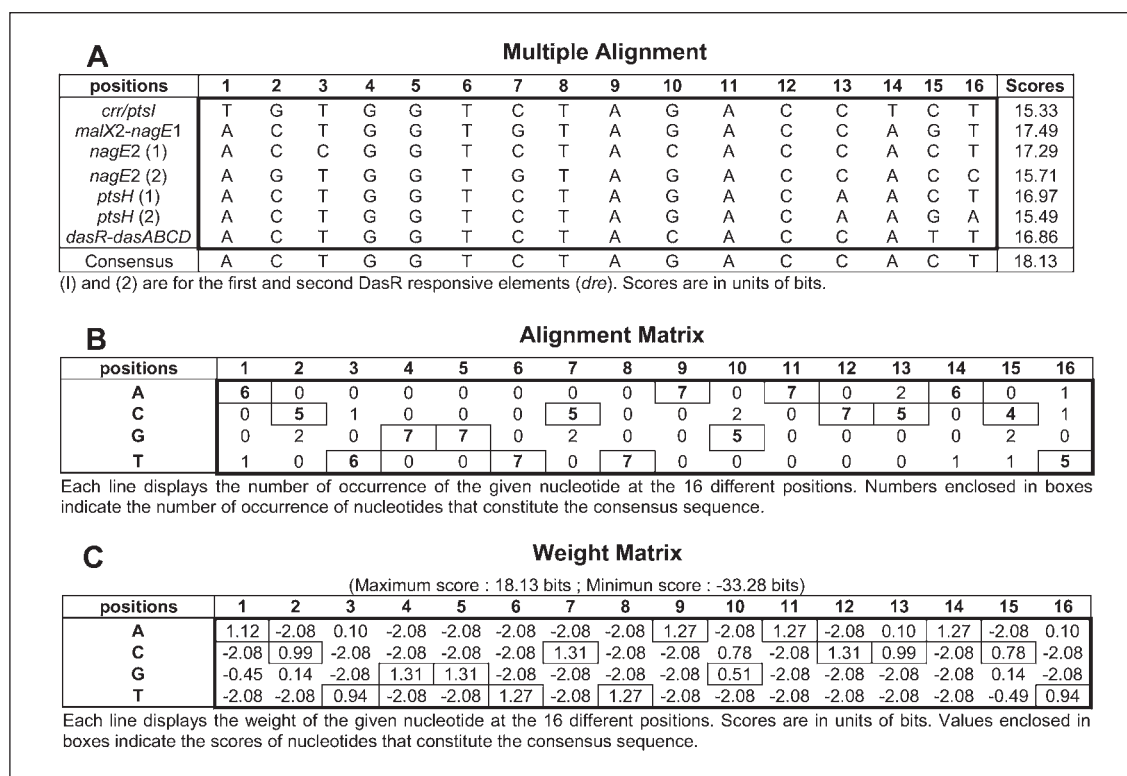 A
Multiple Alignment
positions 1 2 3 4 5 6 7 8 9 10 11 12 13 14 15 16 Scores
crr/ptsI T G T G G T C T A G A C C T C T 15.33
malX2-nagE1 A C T G G T C T A G A C C A G T 17.49
nagE2 (1) A C C G G T C T A C A C C A C T 17.29
nagE2 (2) A G T G G T G T A G A C C A C C 15.71
ptsH (1) A C T G G T C T A G A C A A C T 16.97
ptsH (2) A C T G G T G T A G A C A A G A 15.49
dasR-dasABCD A C T G G T C T A C A C C A T T 16.86
Consensus A C T G G T C T A G A C C A C T 18.13
(I) and (2) are for the first and second DasR responsive elements (dre). Scores are in units of bits.
B
Alignment Matrix
positions 1 2 3 4 5 6 7 8 9 10 11 12 13 14 15 16
A 6 0 0 0 0 0 0 0 7 0 7 0 2 6 0 1
C 0 5 1 0 0 0 5 0 0 2 0 7 5 0 4 1
G 0 2 0 7 7 0 2 0 0 5 0 0 0 0 2 0
T 1 0 6 0 0 7 0 7 0 0 0 0 0 1 1 5
Each line displays the number of occurrence of the given nucleotide at the 16 different positions. Numbers enclosed in boxes
indicate the number of occurrence of nucleotides that constitute the consensus sequence.
C
Weight Matrix
(Maximum score : 18.13 bits ; Minimun score : -33.28 bits)
positions 1 2 3 4 5 6 7 8 9 10 11 12 13 14 15 16
A 1.12 -2.08 0.10 -2.08 -2.08 -2.08 -2.08 -2.08 1.27 -2.08 1.27 -2.08 0.10 1.27 -2.08 0.10
C -2.08 0.99 -2.08 -2.08 -2.08 -2.08 1.31 -2.08 -2.08 0.78 -2.08 1.31 0.99 -2.08 0.78 -2.08
G -0.45 0.14 -2.08 1.31 1.31 -2.08 -2.08 -2.08 -2.08 0.51 -2.08 -2.08 -2.08 -2.08 0.14 -2.08
T -2.08 -2.08 0.94 -2.08 -2.08 1.27 -2.08 1.27 -2.08 -2.08 -2.08 -2.08 -2.08 -2.08 -0.49 0.94
Each line displays the weight of the given nucleotide at the 16 different positions. Scores are in units of bits. Values enclosed in
boxes indicate the scores of nucleotides that constitute the consensus sequence.